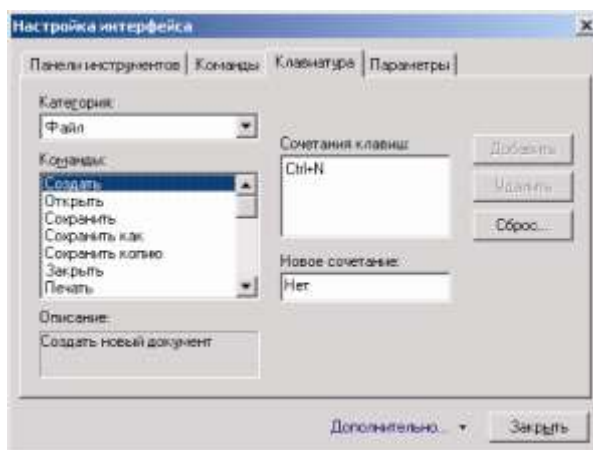 Настройка интерфейса
Панели инструментов Команды Клавиатура Параметры
Категория:
Файл
Команды:
Создать
Открыть
Сохранить
Сохранить как
Сохранить копию
Закрыть
Печать
Описание:
Создать новый документ
Сочетания клавиш:
Ctrl+N
Новое сочетание:
Нет
Добавить
Удалить
Сброс...
Дополнительно...
Закрыть